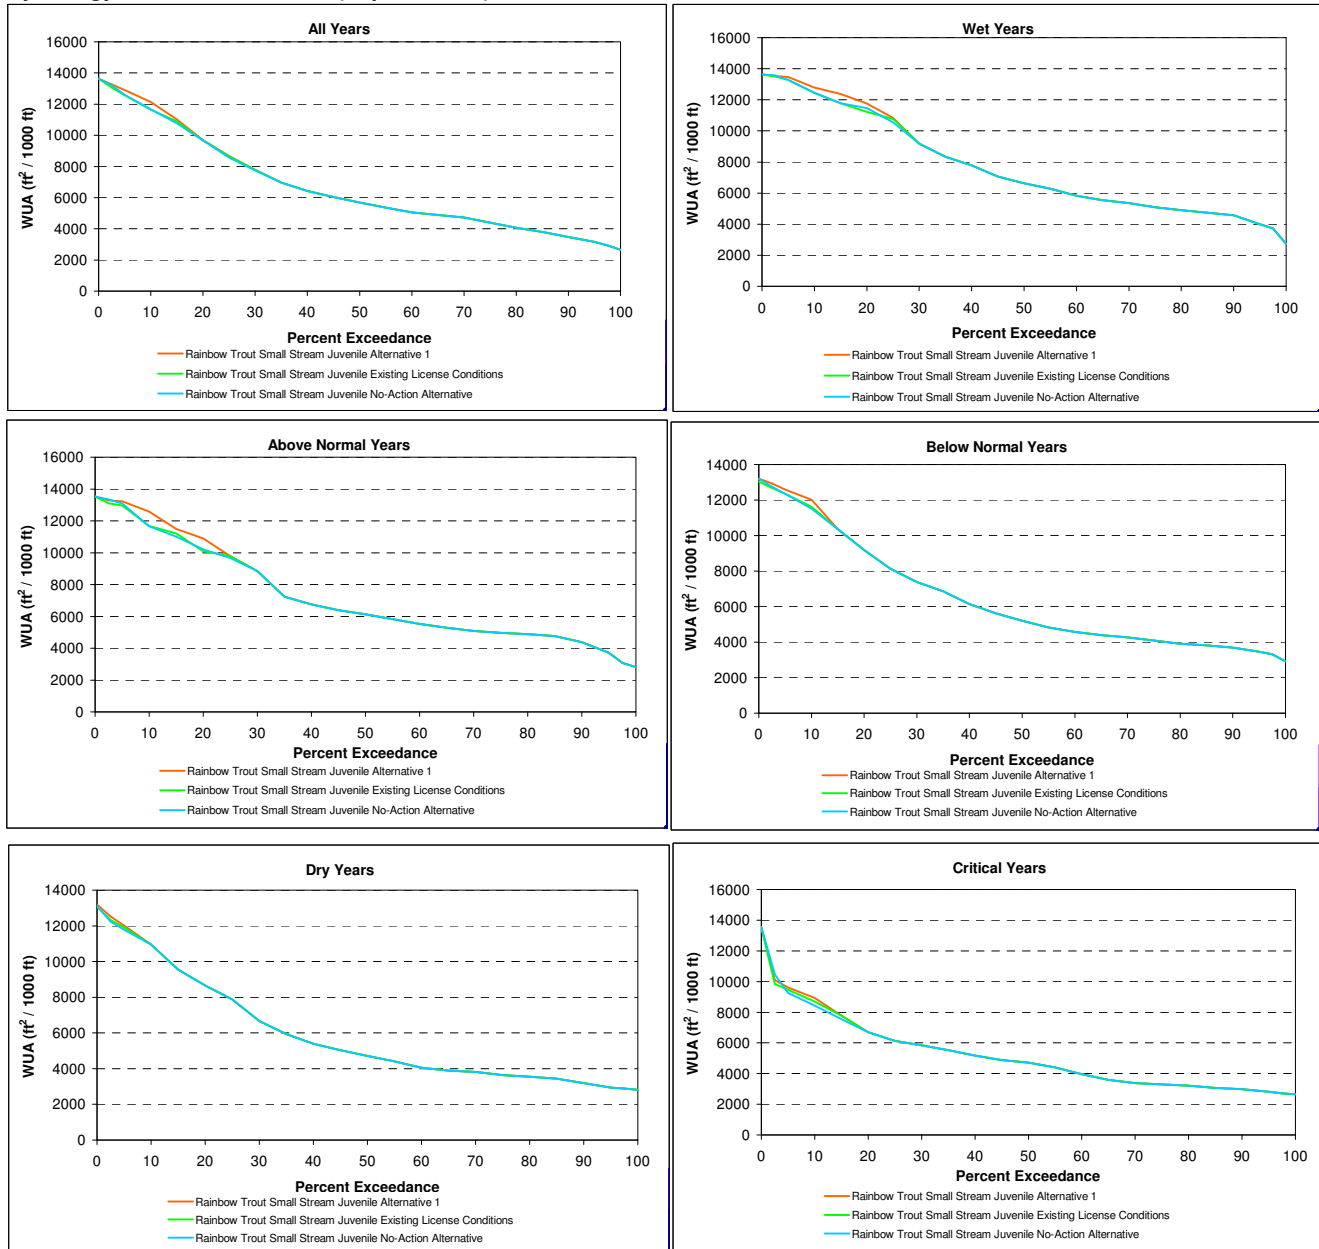 All Years
16000
14000
12000
10000
8000
6000
4000
2000
0
WUA (ft² / 1000 ft)
0 10 20 30 40 50 60 70 80 90 100
Percent Exceedance
Rainbow Trout Small Stream Juvenile Alternative 1
Rainbow Trout Small Stream Juvenile Existing License Conditions
Rainbow Trout Small Stream Juvenile No-Action Alternative
Wet Years
16000
14000
12000
10000
8000
6000
4000
2000
0
WUA (ft² / 1000 ft)
0 10 20 30 40 50 60 70 80 90 100
Percent Exceedance
Rainbow Trout Small Stream Juvenile Alternative 1
Rainbow Trout Small Stream Juvenile Existing License Conditions
Rainbow Trout Small Stream Juvenile No-Action Alternative
Above Normal Years
16000
14000
12000
10000
8000
6000
4000
2000
0
WUA (ft² / 1000 ft)
0 10 20 30 40 50 60 70 80 90 100
Percent Exceedance
Rainbow Trout Small Stream Juvenile Alternative 1
Rainbow Trout Small Stream Juvenile Existing License Conditions
Rainbow Trout Small Stream Juvenile No-Action Alternative
Below Normal Years
14000
12000
10000
8000
6000
4000
2000
0
WUA (ft² / 1000 ft)
0 10 20 30 40 50 60 70 80 90 100
Percent Exceedance
Rainbow Trout Small Stream Juvenile Alternative 1
Rainbow Trout Small Stream Juvenile Existing License Conditions
Rainbow Trout Small Stream Juvenile No-Action Alternative
Dry Years
14000
12000
10000
8000
6000
4000
2000
0
WUA (ft² / 1000 ft)
0 10 20 30 40 50 60 70 80 90 100
Percent Exceedance
Rainbow Trout Small Stream Juvenile Alternative 1
Rainbow Trout Small Stream Juvenile Existing License Conditions
Rainbow Trout Small Stream Juvenile No-Action Alternative
Critical Years
16000
14000
12000
10000
8000
6000
4000
2000
0
WUA (ft² / 1000 ft)
0 10 20 30 40 50 60 70 80 90 100
Percent Exceedance
Rainbow Trout Small Stream Juvenile Alternative 1
Rainbow Trout Small Stream Juvenile Existing License Conditions
Rainbow Trout Small Stream Juvenile No-Action Alternative